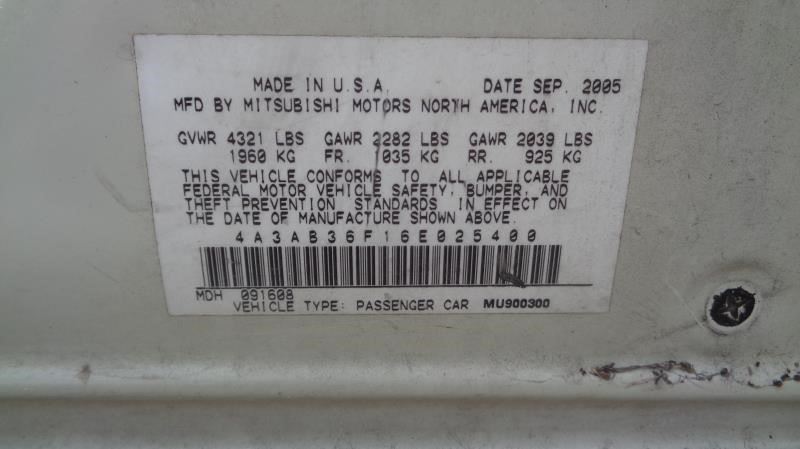 MADE IN U.S.A. DATE SEP. 2005
MFD BY MITSUBISHI MOTORS NORTH AMERICA, INC.
GVWR 4321 LBS GAWR 2282 LBS GAWR 2039 LBS
1960 KG FR. 1035 KG RR. 925 KG
THIS VEHICLE CONFORMS TO ALL APPLICABLE
FEDERAL MOTOR VEHICLE SAFETY, BUMPER, AND
THEFT PREVENTION STANDARDS IN EFFECT ON
THE DATE OF MANUFACTURE SHOWN ABOVE.
4A3AB36F16E025400
MDH 091608
VEHICLE TYPE: PASSENGER CAR MU900300